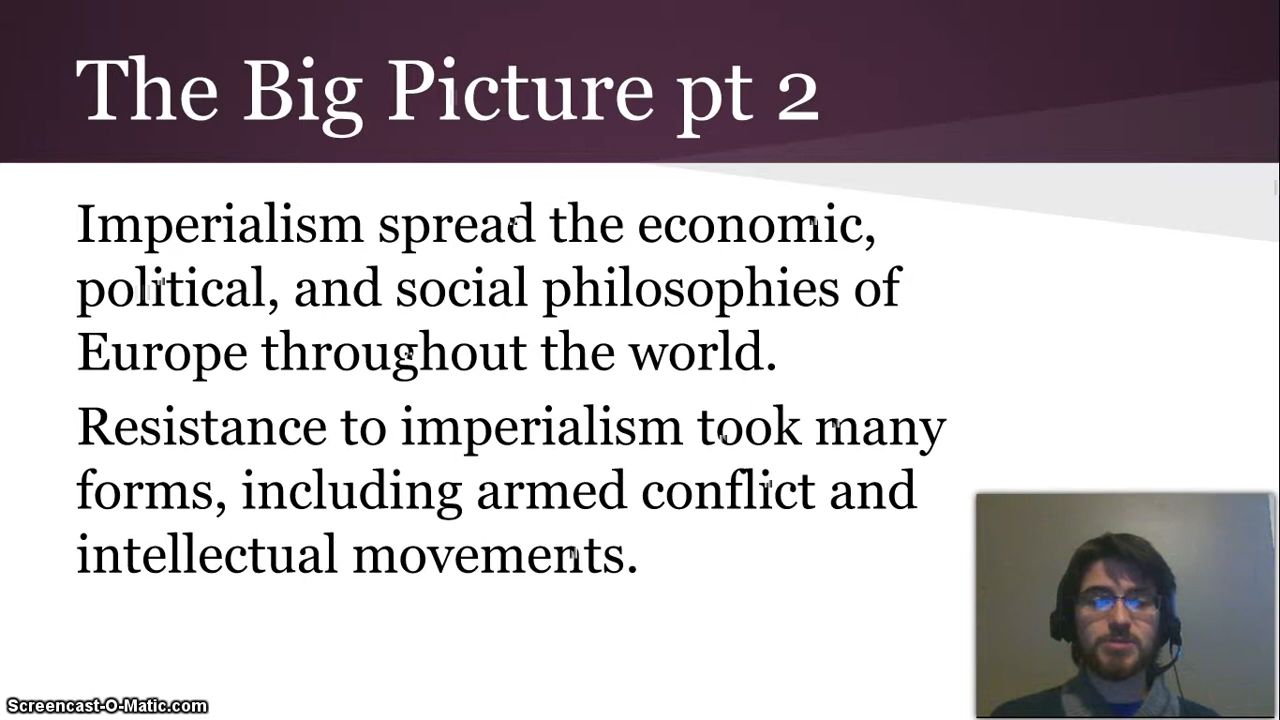 The Big Picture pt 2
Imperialism spread the economic,
political, and social philosophies of
Europe throughout the world.
Resistance to imperialism took many
forms, including armed conflict and
intellectual movements.
Screencast-O-Matic.com